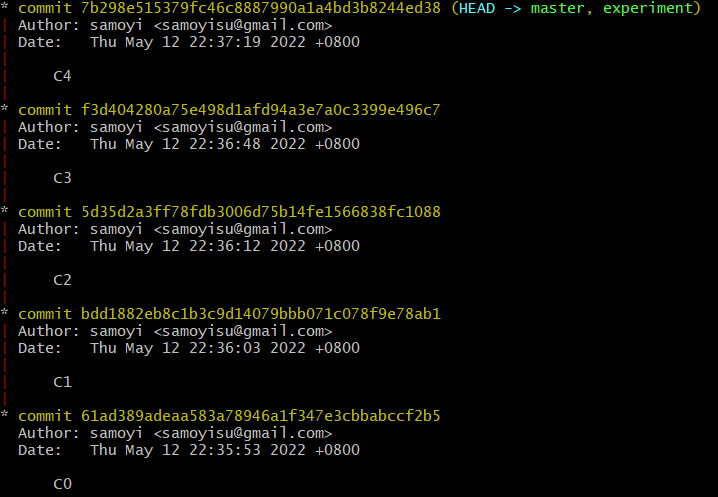 * commit 7b298e515379fc46c8887990a1a4bd3b8244ed38 (HEAD -> master, experiment)
| Author: samoyi <samoyisu@gmail.com>
| Date:   Thu May 12 22:37:19 2022 +0800
|
|     C4
|
* commit f3d404280a75e498d1afd94a3e7a0c3399e496c7
| Author: samoyi <samoyisu@gmail.com>
| Date:   Thu May 12 22:36:48 2022 +0800
|
|     C3
|
* commit 5d35d2a3ff78fdb3006d75b14fe1566838fc1088
| Author: samoyi <samoyisu@gmail.com>
| Date:   Thu May 12 22:36:12 2022 +0800
|
|     C2
|
* commit bdd1882eb8c1b3c9d14079bbb071c078f9e78ab1
| Author: samoyi <samoyisu@gmail.com>
| Date:   Thu May 12 22:36:03 2022 +0800
|
|     C1
|
* commit 61ad389adeaa583a78946a1f347e3cbbabccf2b5
  Author: samoyi <samoyisu@gmail.com>
  Date:   Thu May 12 22:35:53 2022 +0800

      C0